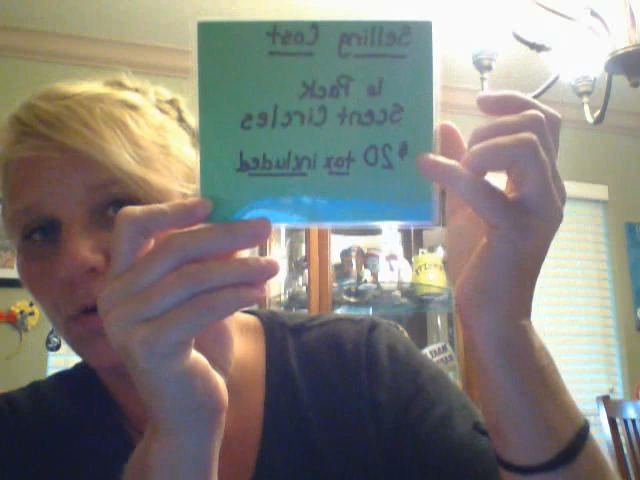 Selling Cost
6 Pack
Scent Circles
$20 tax included